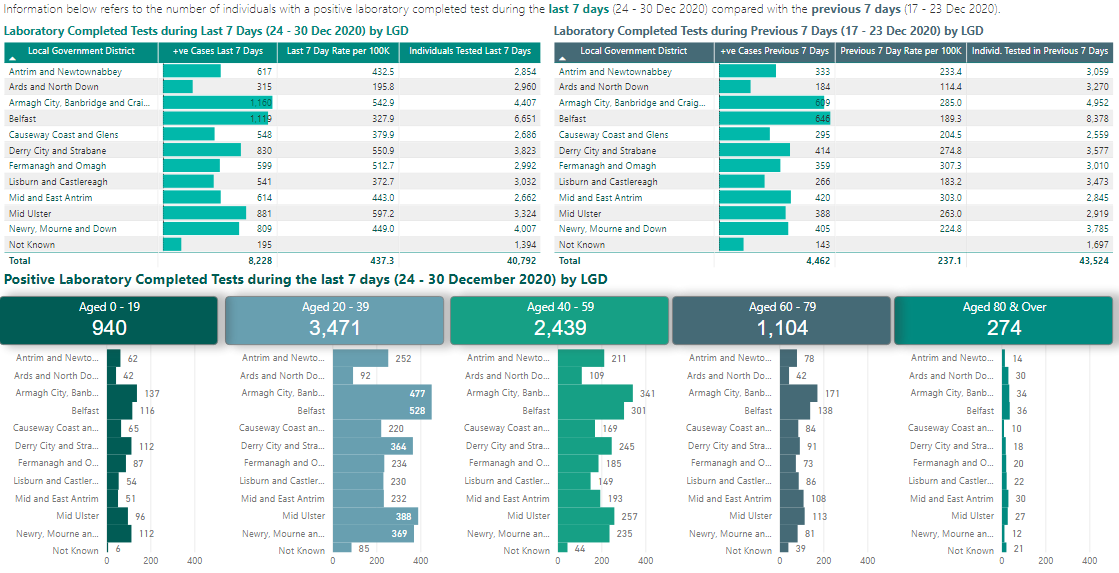 Information below refers to the number of individuals with a positive laboratory completed test during the last 7 days (24 - 30 Dec 2020) compared with the previous 7 days (17 - 23 Dec 2020).
Laboratory Completed Tests during Last 7 Days (24 - 30 Dec 2020) by LGD
Local Government District +ve Cases Last 7 Days Last 7 Day Rate per 100K Individuals Tested Last 7 Days
Antrim and Newtownabbey 617 432.5 2,854
Ards and North Down 315 195.8 2,960
Armagh City, Banbridge and Crai... 1,160 542.9 4,407
Belfast 1,119 327.9 6,651
Causeway Coast and Glens 548 379.9 2,686
Derry City and Strabane 830 550.9 3,823
Fermanagh and Omagh 599 512.7 2,992
Lisburn and Castlereagh 541 372.7 3,032
Mid and East Antrim 614 443.0 2,662
Mid Ulster 881 597.2 3,324
Newry, Mourne and Down 809 449.0 4,007
Not Known 195 1,394
Total 8,228 437.3 40,792
Laboratory Completed Tests during Previous 7 Days (17 - 23 Dec 2020) by LGD
Local Government District +ve Cases Previous 7 Days Previous 7 Day Rate per 100K Individ. Tested in Previous 7 Days
Antrim and Newtownabbey 333 233.4 3,059
Ards and North Down 184 114.4 3,270
Armagh City, Banbridge and Craig... 609 285.0 4,952
Belfast 646 189.3 8,378
Causeway Coast and Glens 295 204.5 2,559
Derry City and Strabane 414 274.8 3,577
Fermanagh and Omagh 359 307.3 3,010
Lisburn and Castlereagh 266 183.2 3,473
Mid and East Antrim 420 303.0 2,845
Mid Ulster 388 263.0 2,919
Newry, Mourne and Down 405 224.8 3,785
Not Known 143 1,697
Total 4,462 237.1 43,524
Positive Laboratory Completed Tests during the last 7 days (24 - 30 December 2020) by LGD
Aged 0 - 19
940
Antrim and Newto... 62
Ards and North Do... 42
Armagh City, Banb... 137
Belfast 116
Causeway Coast an... 65
Derry City and Stra... 112
Fermanagh and O... 87
Lisburn and Castler... 54
Mid and East Antrim 51
Mid Ulster 96
Newry, Mourne an... 112
Not Known 6
0 200 400
Aged 20 - 39
3,471
Antrim and Newto... 252
Ards and North Do... 92
Armagh City, Banb... 477
Belfast 528
Causeway Coast an... 220
Derry City and Stra... 364
Fermanagh and O... 234
Lisburn and Castler... 230
Mid and East Antrim 232
Mid Ulster 388
Newry, Mourne an... 369
Not Known 85
0 200 400
Aged 40 - 59
2,439
Antrim and Newto... 211
Ards and North Do... 109
Armagh City, Banb... 341
Belfast 301
Causeway Coast an... 169
Derry City and Stra... 245
Fermanagh and O... 185
Lisburn and Castler... 149
Mid and East Antrim 193
Mid Ulster 257
Newry, Mourne an... 235
Not Known 44
0 200 400
Aged 60 - 79
1,104
Antrim and Newto... 78
Ards and North Do... 42
Armagh City, Banb... 171
Belfast 138
Causeway Coast an... 84
Derry City and Stra... 91
Fermanagh and O... 73
Lisburn and Castler... 86
Mid and East Antrim 108
Mid Ulster 113
Newry, Mourne an... 81
Not Known 39
0 200 400
Aged 80 & Over
274
Antrim and Newto... 14
Ards and North Do... 30
Armagh City, Banb... 34
Belfast 36
Causeway Coast an... 10
Derry City and Stra... 18
Fermanagh and O... 20
Lisburn and Castler... 22
Mid and East Antrim 30
Mid Ulster 27
Newry, Mourne an... 12
Not Known 21
0 200 400